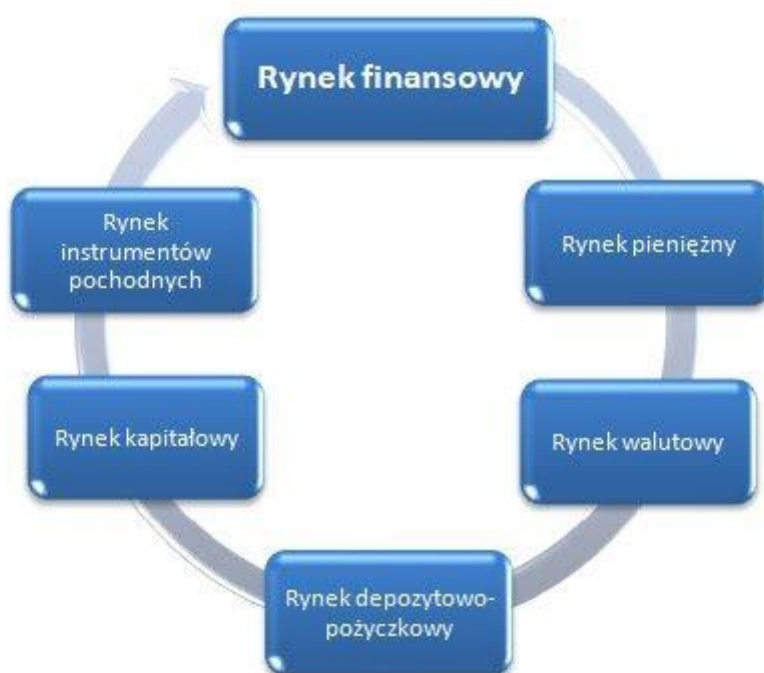 Rynek finansowy
Rynek pieniężny
Rynek walutowy
Rynek depozytowo-
pożyczkowy
Rynek kapitałowy
Rynek
instrumentów
pochodnych